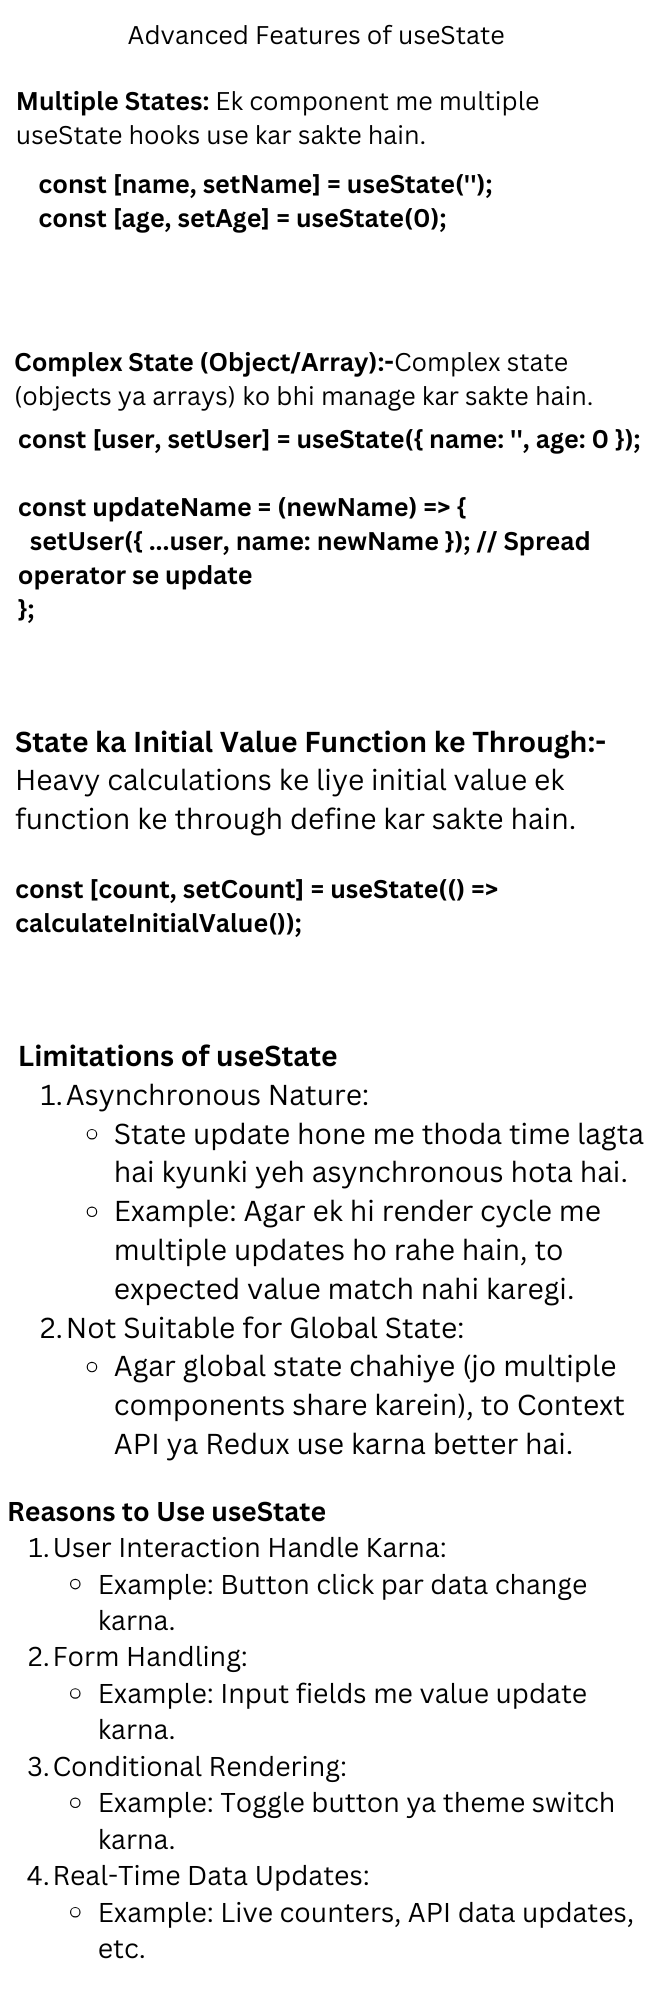 Advanced Features of useState
Multiple States: Ek component me multiple
useState hooks use kar sakte hain.
const [name, setName] = useState('');
const [age, setAge] = useState(0);
Complex State (Object/Array):-Complex state
(objects ya arrays) ko bhi manage kar sakte hain.
const [user, setUser] = useState({ name: '', age: 0 });
const updateName = (newName) => {
setUser({ ...user, name: newName }); // Spread
operator se update
};
State ka Initial Value Function ke Through:-
Heavy calculations ke liye initial value ek
function ke through define kar sakte hain.
const [count, setCount] = useState(() =>
calculateInitialValue());
Limitations of useState
1. Asynchronous Nature:
○ State update hone me thoda time lagta
hai kyunki yeh asynchronous hota hai.
○ Example: Agar ek hi render cycle me
multiple updates ho rahe hain, to
expected value match nahi karegi.
2. Not Suitable for Global State:
○ Agar global state chahiye (jo multiple
components share karein), to Context
API ya Redux use karna better hai.
Reasons to Use useState
1. User Interaction Handle Karna:
○ Example: Button click par data change
karna.
2. Form Handling:
○ Example: Input fields me value update
karna.
3. Conditional Rendering:
○ Example: Toggle button ya theme switch
karna.
4. Real-Time Data Updates:
○ Example: Live counters, API data updates,
etc.